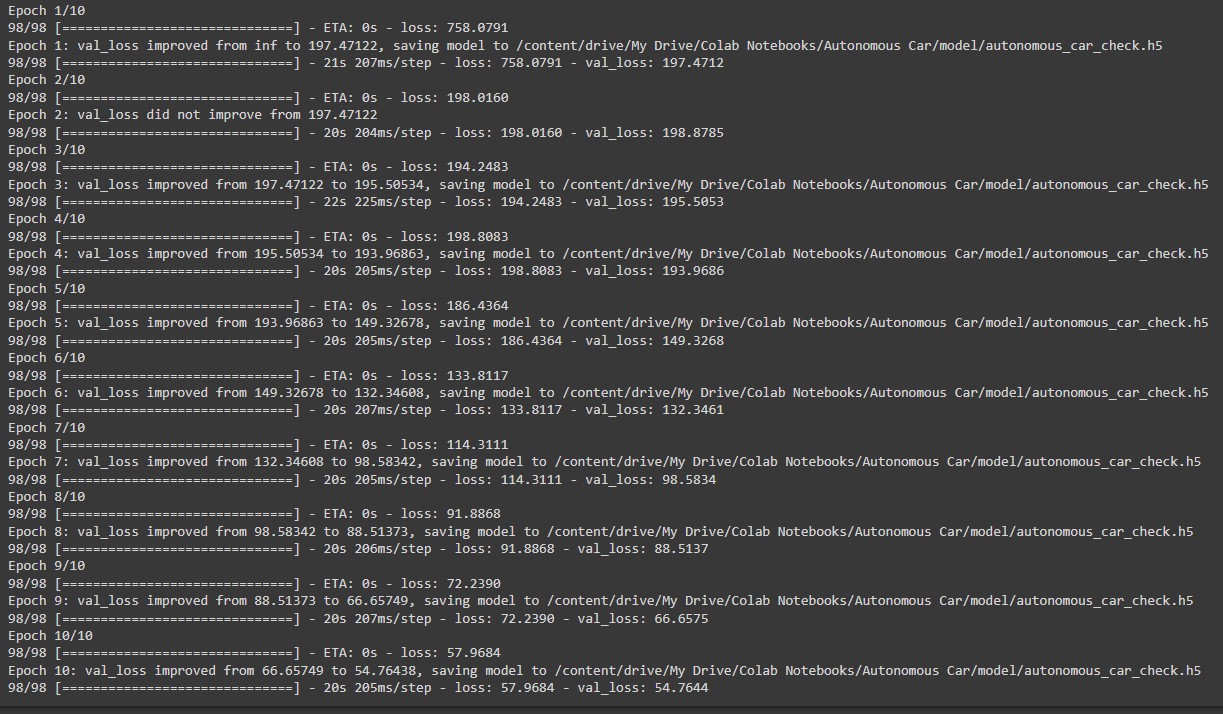 Epoch 1/10
98/98 [==============================] - ETA: 0s - loss: 758.0791
Epoch 1: val_loss improved from inf to 197.47122, saving model to /content/drive/My Drive/Colab Notebooks/Autonomous Car/model/autonomous_car_check.h5
98/98 [==============================] - 21s 207ms/step - loss: 758.0791 - val_loss: 197.4712
Epoch 2/10
98/98 [==============================] - ETA: 0s - loss: 198.0160
Epoch 2: val_loss did not improve from 197.47122
98/98 [==============================] - 20s 204ms/step - loss: 198.0160 - val_loss: 198.8785
Epoch 3/10
98/98 [==============================] - ETA: 0s - loss: 194.2483
Epoch 3: val_loss improved from 197.47122 to 195.50534, saving model to /content/drive/My Drive/Colab Notebooks/Autonomous Car/model/autonomous_car_check.h5
98/98 [==============================] - 22s 225ms/step - loss: 194.2483 - val_loss: 195.5053
Epoch 4/10
98/98 [==============================] - ETA: 0s - loss: 198.8083
Epoch 4: val_loss improved from 195.50534 to 193.96863, saving model to /content/drive/My Drive/Colab Notebooks/Autonomous Car/model/autonomous_car_check.h5
98/98 [==============================] - 20s 205ms/step - loss: 198.8083 - val_loss: 193.9686
Epoch 5/10
98/98 [==============================] - ETA: 0s - loss: 186.4364
Epoch 5: val_loss improved from 193.96863 to 149.32678, saving model to /content/drive/My Drive/Colab Notebooks/Autonomous Car/model/autonomous_car_check.h5
98/98 [==============================] - 20s 205ms/step - loss: 186.4364 - val_loss: 149.3268
Epoch 6/10
98/98 [==============================] - ETA: 0s - loss: 133.8117
Epoch 6: val_loss improved from 149.32678 to 132.34608, saving model to /content/drive/My Drive/Colab Notebooks/Autonomous Car/model/autonomous_car_check.h5
98/98 [==============================] - 20s 207ms/step - loss: 133.8117 - val_loss: 132.3461
Epoch 7/10
98/98 [==============================] - ETA: 0s - loss: 114.3111
Epoch 7: val_loss improved from 132.34608 to 98.58342, saving model to /content/drive/My Drive/Colab Notebooks/Autonomous Car/model/autonomous_car_check.h5
98/98 [==============================] - 20s 205ms/step - loss: 114.3111 - val_loss: 98.5834
Epoch 8/10
98/98 [==============================] - ETA: 0s - loss: 91.8868
Epoch 8: val_loss improved from 98.58342 to 88.51373, saving model to /content/drive/My Drive/Colab Notebooks/Autonomous Car/model/autonomous_car_check.h5
98/98 [==============================] - 20s 206ms/step - loss: 91.8868 - val_loss: 88.5137
Epoch 9/10
98/98 [==============================] - ETA: 0s - loss: 72.2390
Epoch 9: val_loss improved from 88.51373 to 66.65749, saving model to /content/drive/My Drive/Colab Notebooks/Autonomous Car/model/autonomous_car_check.h5
98/98 [==============================] - 20s 207ms/step - loss: 72.2390 - val_loss: 66.6575
Epoch 10/10
98/98 [==============================] - ETA: 0s - loss: 57.9684
Epoch 10: val_loss improved from 66.65749 to 54.76438, saving model to /content/drive/My Drive/Colab Notebooks/Autonomous Car/model/autonomous_car_check.h5
98/98 [==============================] - 20s 205ms/step - loss: 57.9684 - val_loss: 54.7644